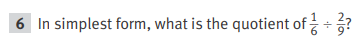 6 In simplest form, what is the quotient of 1/6 ÷ 2/9?